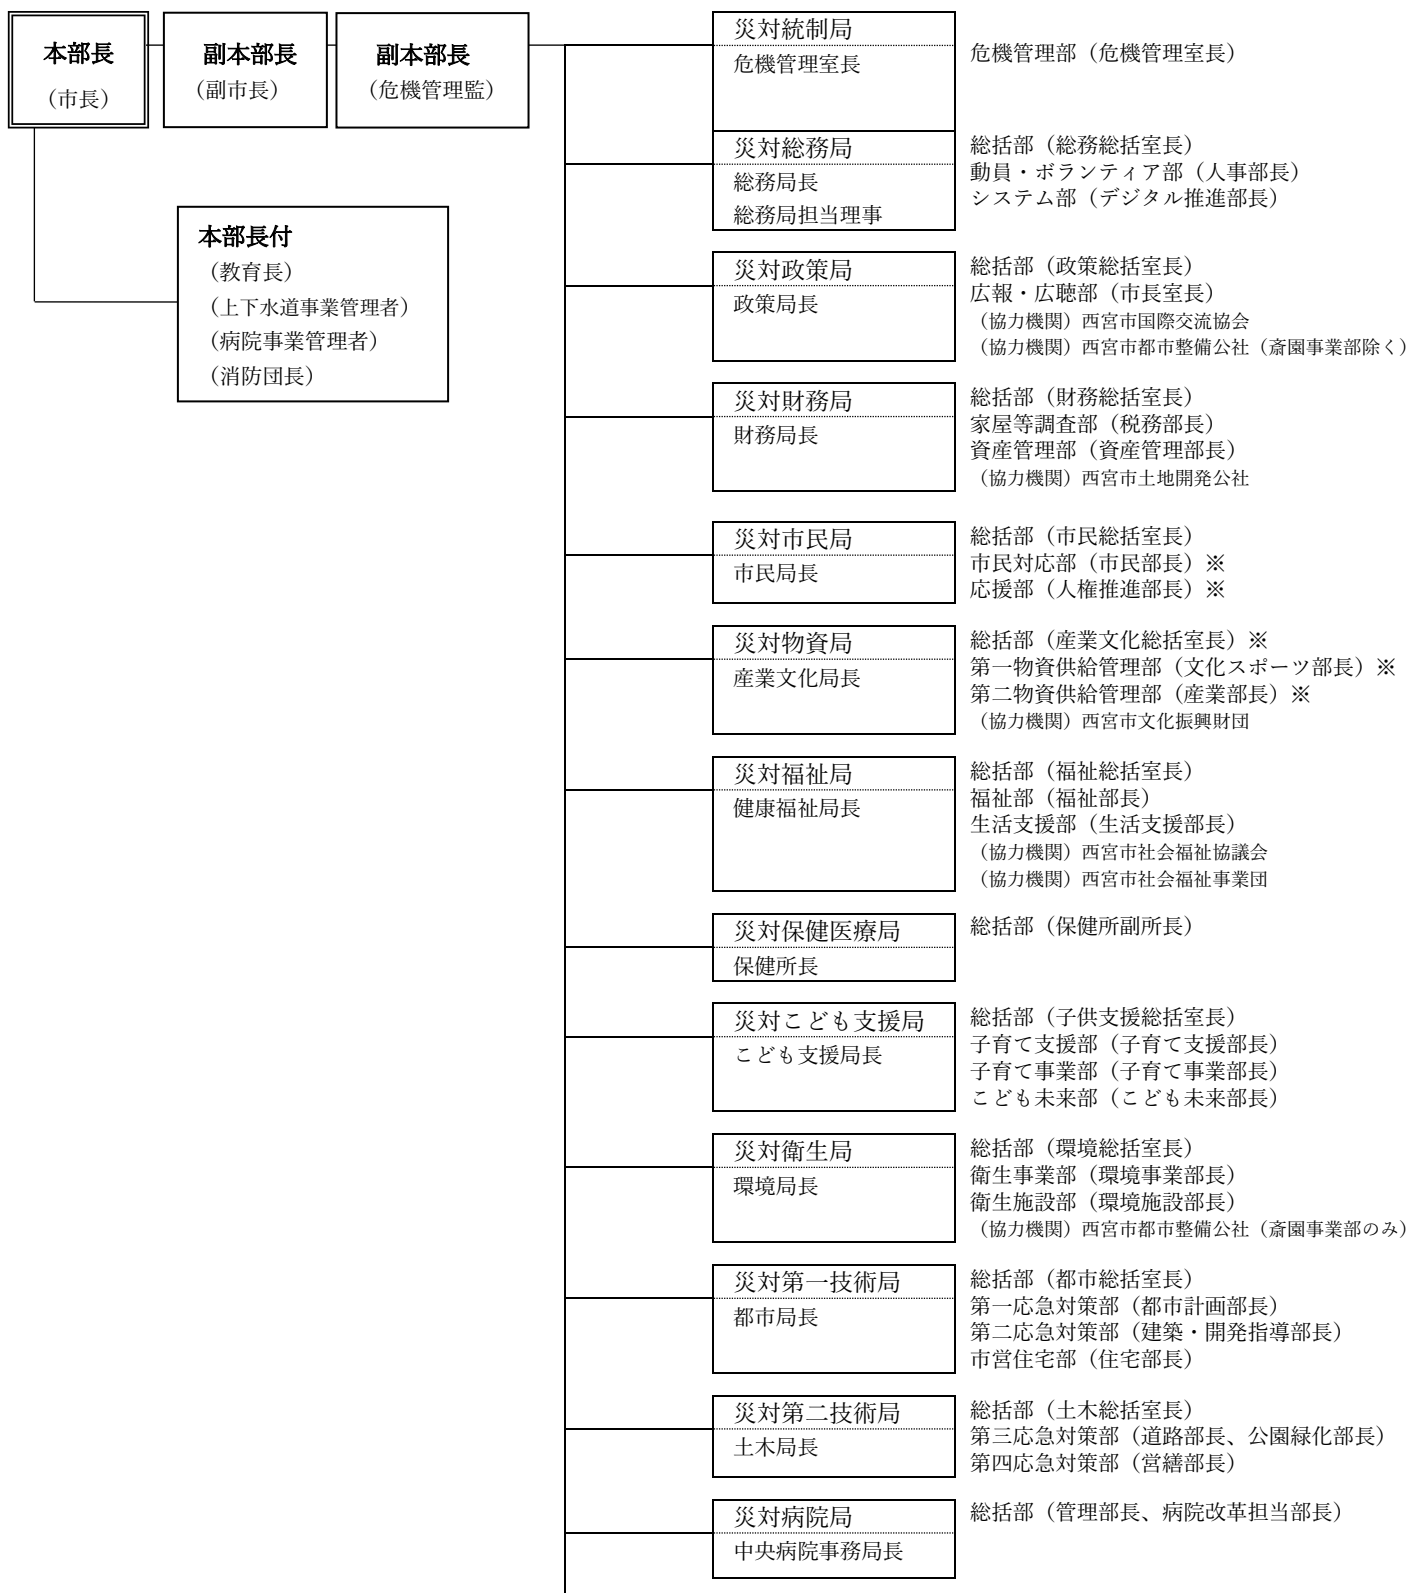 本部長
（市長）
副本部長
（副市長）
副本部長
（危機管理監）
本部長付
（教育長）
（上下水道事業管理者）
（病院事業管理者）
（消防団長）
災対統制局
危機管理室長
危機管理部（危機管理室長）
災対総務局
総務局長
総務局担当理事
総括部（総務総括室長）
動員・ボランティア部（人事部長）
システム部（デジタル推進部長）
災対政策局
政策局長
総括部（政策総括室長）
広報・広聴部（市長室長）
（協力機関）西宮市国際交流協会
（協力機関）西宮市都市整備公社（斎園事業部除く）
災対財務局
財務局長
総括部（財務総括室長）
家屋等調査部（税務部長）
資産管理部（資産管理部長）
（協力機関）西宮市土地開発公社
災対市民局
市民局長
総括部（市民総括室長）
市民対応部（市民部長）※
応援部（人権推進部長）※
災対物資局
産業文化局長
総括部（産業文化総括室長）※
第一物資供給管理部（文化スポーツ部長）※
第二物資供給管理部（産業部長）※
（協力機関）西宮市文化振興財団
災対福祉局
健康福祉局長
総括部（福祉総括室長）
福祉部（福祉部長）
生活支援部（生活支援部長）
（協力機関）西宮市社会福祉協議会
（協力機関）西宮市社会福祉事業団
災対保健医療局
保健所長
総括部（保健所副所長）
災対こども支援局
こども支援局長
総括部（子供支援総括室長）
子育て支援部（子育て支援部長）
子育て事業部（子育て事業部長）
こども未来部（こども未来部長）
災対衛生局
環境局長
総括部（環境総括室長）
衛生事業部（環境事業部長）
衛生施設部（環境施設部長）
（協力機関）西宮市都市整備公社（斎園事業部のみ）
災対第一技術局
都市局長
総括部（都市総括室長）
第一応急対策部（都市計画部長）
第二応急対策部（建築・開発指導部長）
市営住宅部（住宅部長）
災対第二技術局
土木局長
総括部（土木総括室長）
第三応急対策部（道路部長、公園緑化部長）
第四応急対策部（営繕部長）
災対病院局
中央病院事務局長
総括部（管理部長、病院改革担当部長）